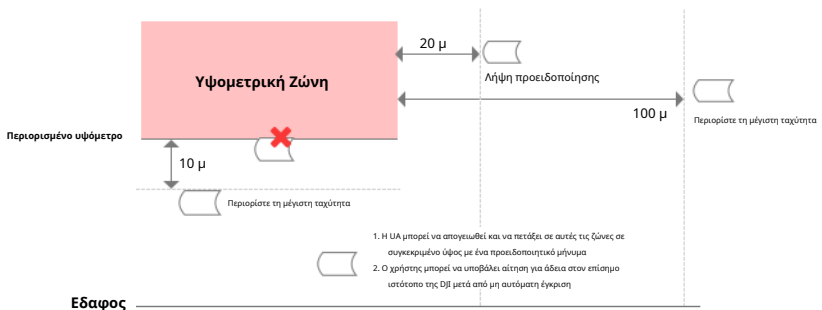 20 μ
Λήψη προειδοποίησης
Υψομετρική Ζώνη
100 μ
Περιορίστε τη μέγιστη ταχύτητα
Περιορισμένο υψόμετρο
10 μ
Περιορίστε τη μέγιστη ταχύτητα
1. Η UA μπορεί να απογειωθεί και να πετάξει σε αυτές τις ζώνες σε
συγκεκριμένο ύψος με ένα προειδοποιητικό μήνυμα
2. Ο χρήστης μπορεί να υποβάλει αίτηση για άδεια στον επίσημο
ιστότοπο της DJI μετά από μη αυτόματη έγκριση
Εδαφος